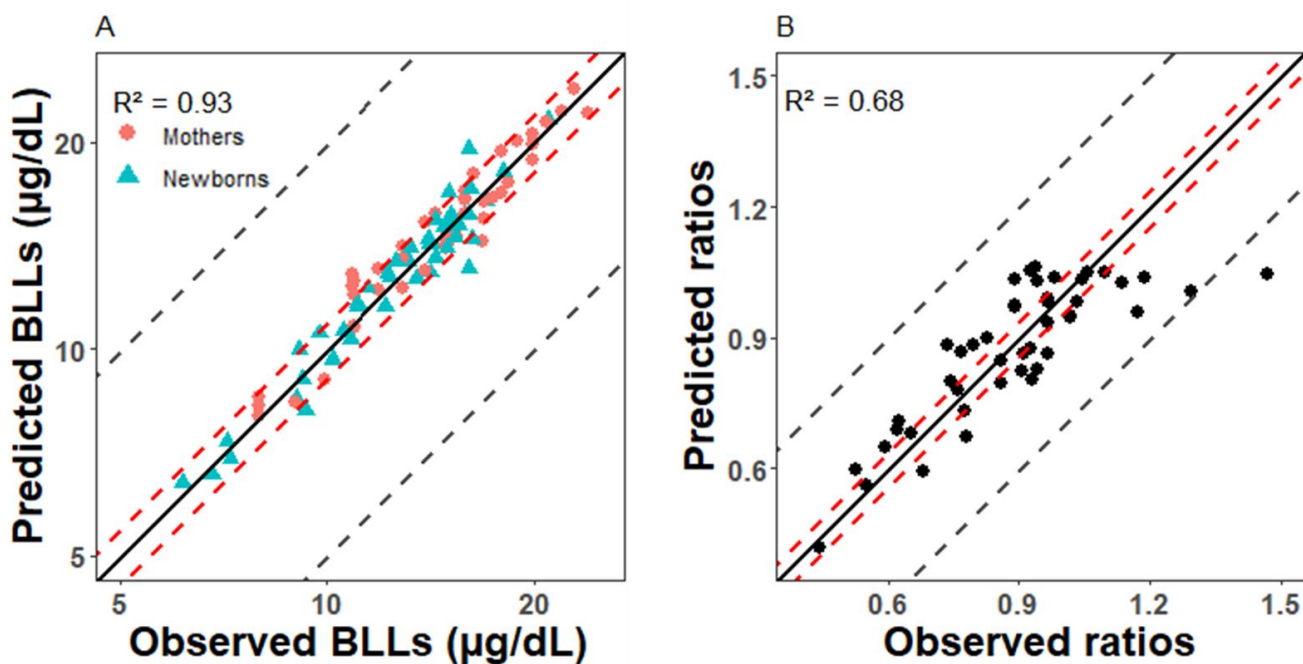 A
R² = 0.93
Mothers
Newborns
Predicted BLLs (µg/dL)
20
10
5
5 10 20
Observed BLLs (µg/dL)
B
R² = 0.68
Predicted ratios
1.5
1.2
0.9
0.6
0.6 0.9 1.2 1.5
Observed ratios